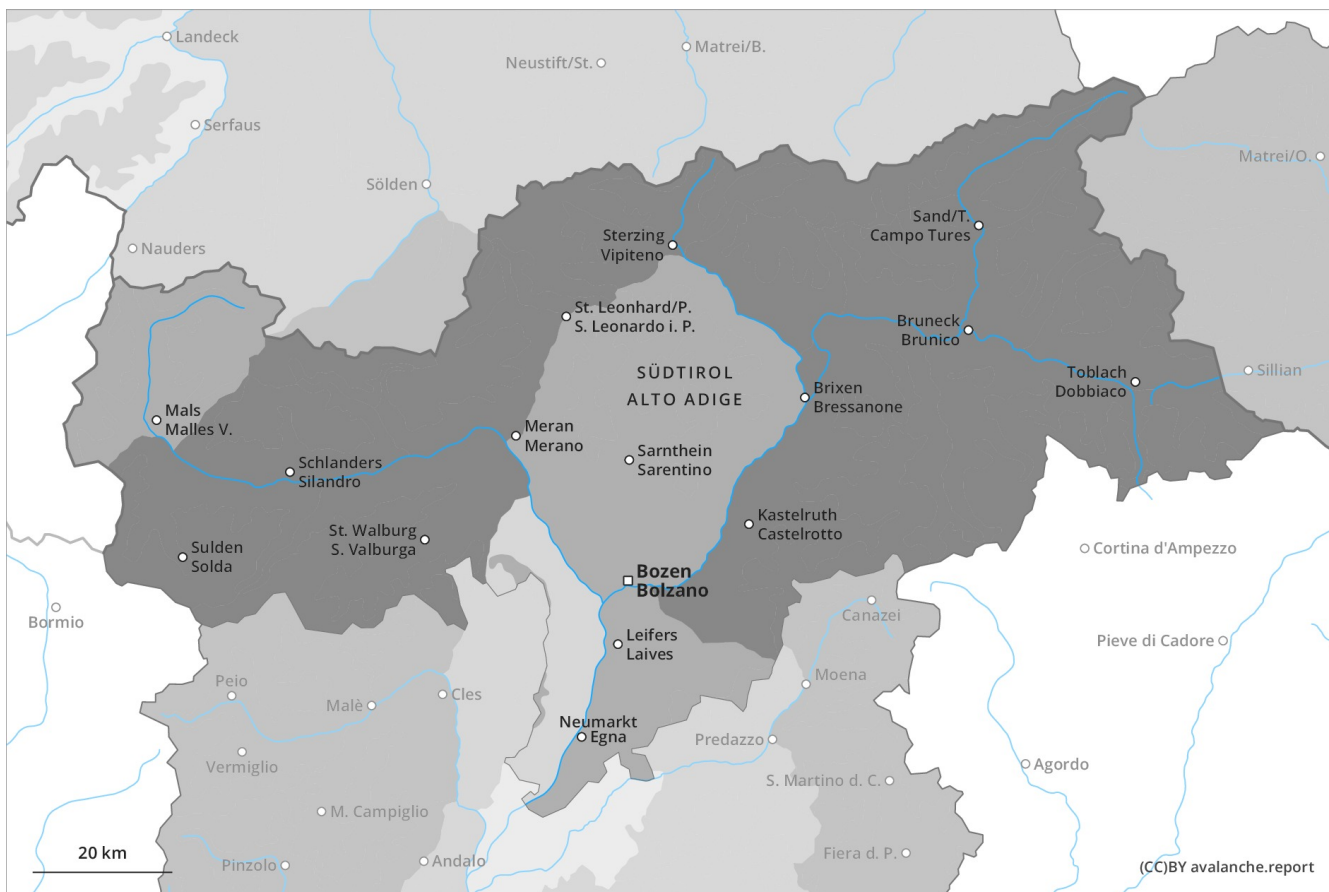 Landeck
Matrei/B.
Neustift/St.
Serfaus
Matrei/O.
Sölden
Sand/T.
Campo Tures
Sterzing
Vipiteno
Nauders
St. Leonhard/P.
S. Leonardo i. P.
Bruneck
Brunico
SÜDTIROL
ALTO ADIGE
Toblach
Dobbiaco
Sillian
Brixen
Bressanone
Mals
Malles V.
Meran
Merano
Sarnthein
Sarentino
Schlanders
Silandro
Kastelruth
Castelrotto
St. Walburg
S. Valburga
Sulden
Solda
Cortina d'Ampezzo
Bozen
Bolzano
Bormio
Canazei
Leifers
Laives
Pieve di Cadore
Moena
Peio
Malè
Cles
Neumarkt
Egna
Predazzo
Vermiglio
Agordo
S. Martino d. C.
M. Campiglio
20 km
Pinzolo
Andalo
Fiera d. P.
(CC)BY avalanche.report